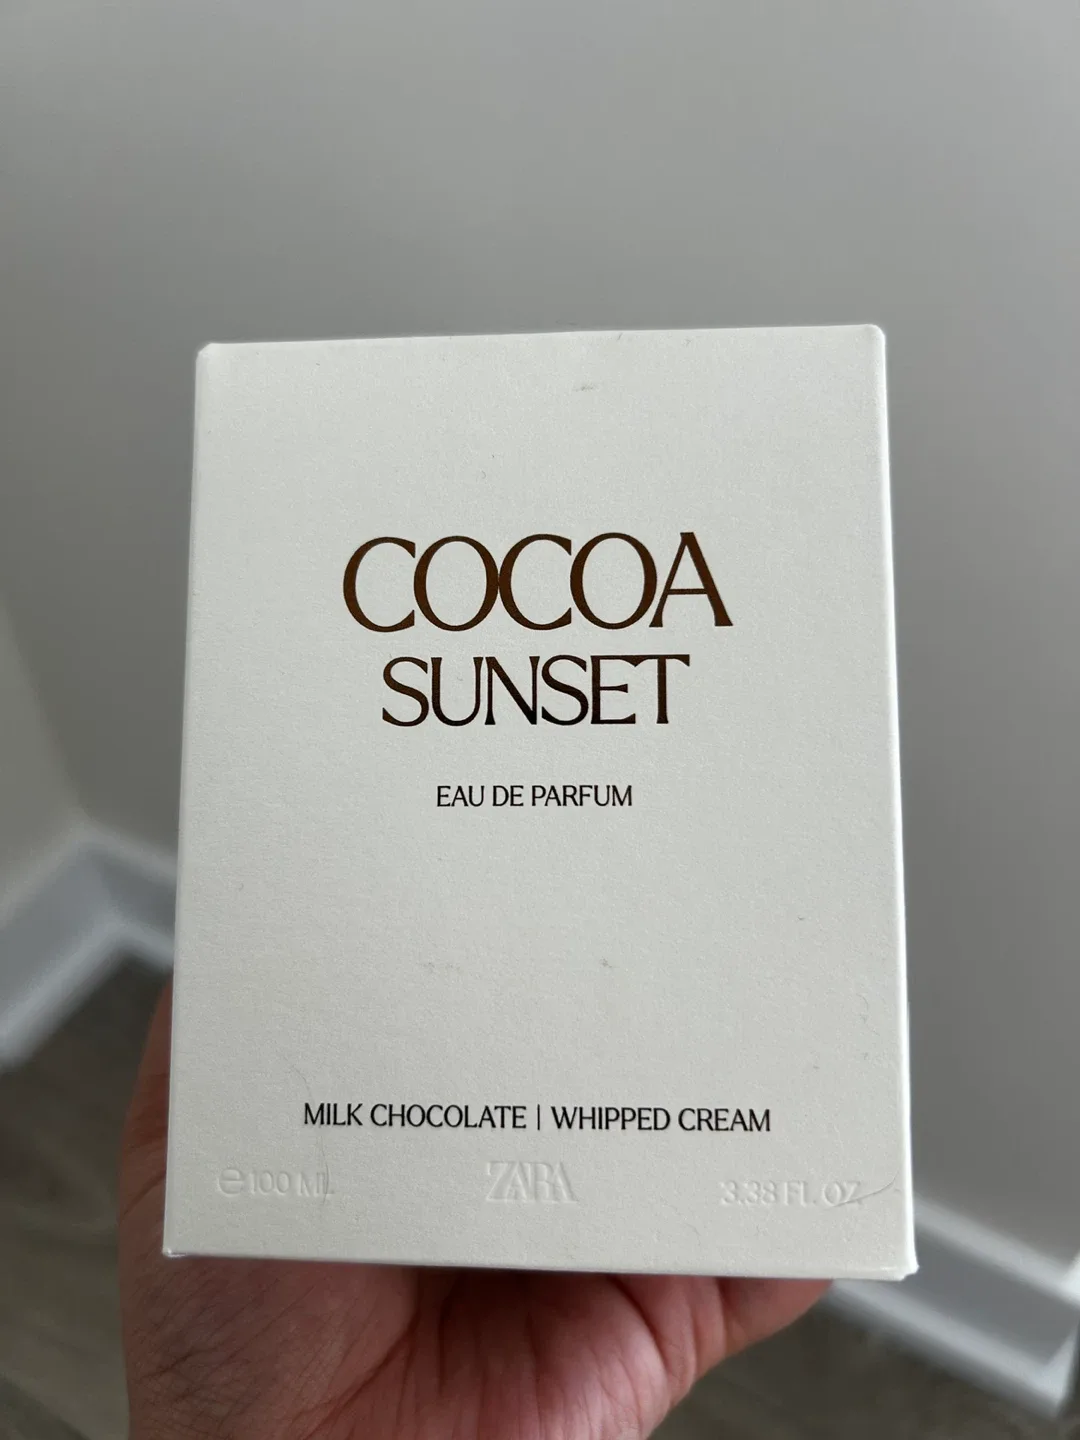 COCOA
SUNSET
EAU DE PARFUM
MILK CHOCOLATE | WHIPPED CREAM
℮100 ML ZARA 3.38 FL. OZ.